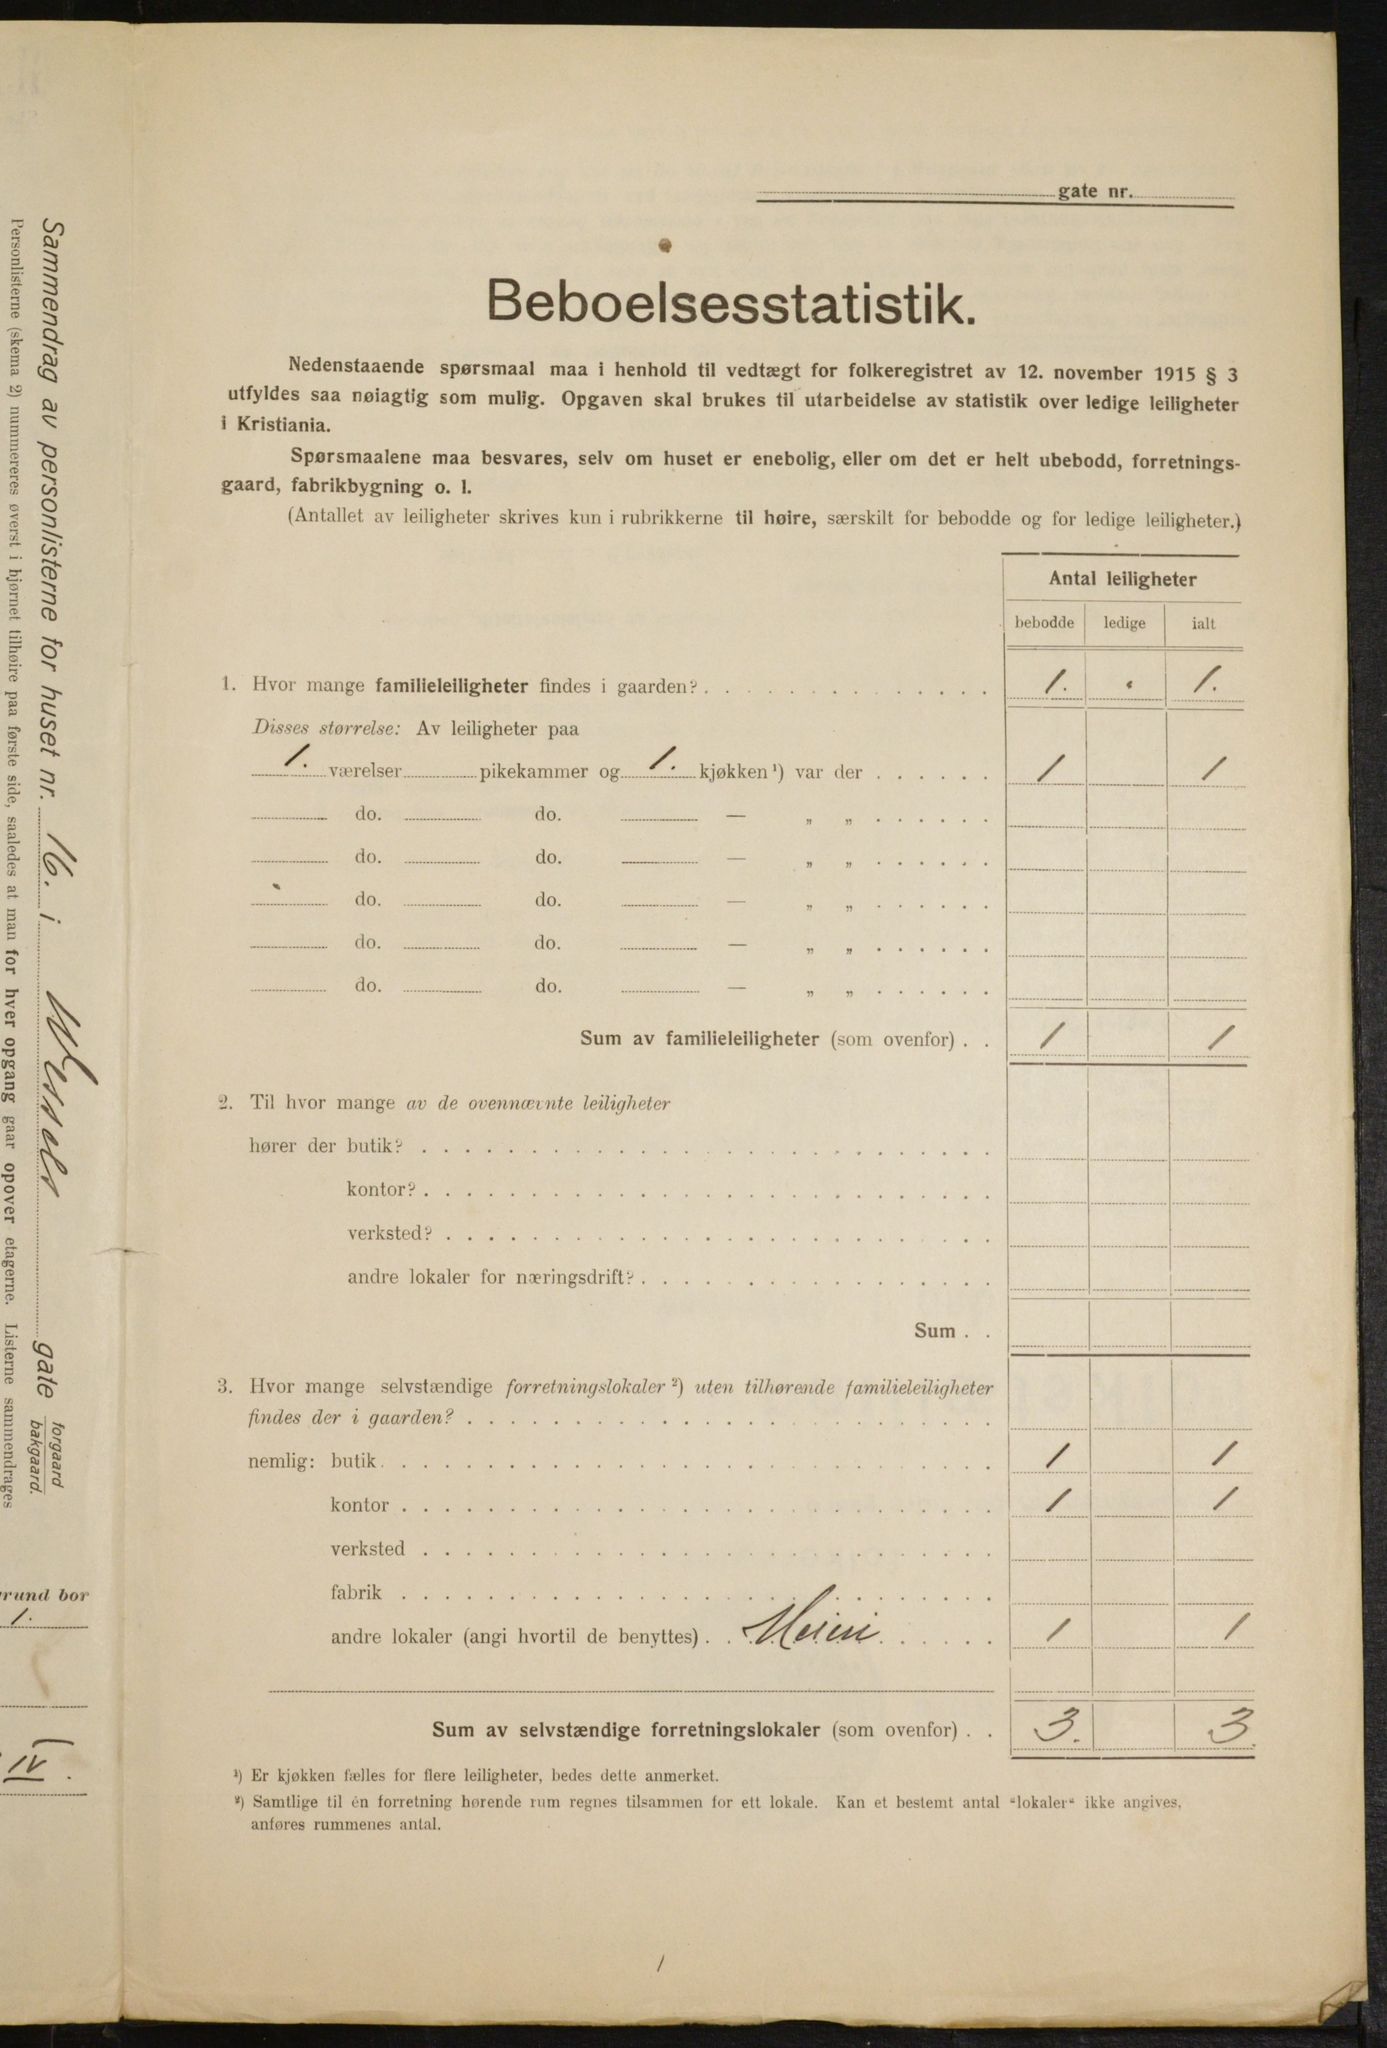 gate nr.
Beboelsesstatistik.
Nedenstaaende spørsmaal maa i henhold til vedtægt for folkeregistret av 12. november 1915 § 3
utfyldes saa nøiagtig som mulig. Opgaven skal brukes til utarbeidelse av statistik over ledige leiligheter
i Kristiania.
Spørsmaalene maa besvares, selv om huset er enebolig, eller om det er helt ubebodd, forretnings-
gaard, fabrikbygning o. l.
(Antallet av leiligheter skrives kun i rubrikkerne til høire, særskilt for bebodde og for ledige leiligheter.)
Antal leiligheter
bebodde ledige ialt
1. Hvor mange familieleiligheter findes i gaarden? 1. . 1.
Disses størrelse: Av leiligheter paa
1. værelser pikekammer og 1. kjøkken ¹) var der 1 1
do. do. — „ „
do. do. — „ „
do. do. — „ „
do. do. — „ „
do. do. — „ „
Sum av familieleiligheter (som ovenfor) 1 1
2. Til hvor mange av de ovennævnte leiligheter
hører der butik?
kontor?
verksted?
andre lokaler for næringsdrift?
Sum
3. Hvor mange selvstændige forretningslokaler ²) uten tilhørende familieleiligheter
findes der i gaarden?
nemlig: butik 1 1
kontor 1 1
verksted
fabrik
andre lokaler (angi hvortil de benyttes) Meieri 1 1
Sum av selvstændige forretningslokaler (som ovenfor) 3. 3.
¹) Er kjøkken fælles for flere leiligheter, bedes dette anmerket.
²) Samtlige til én forretning hørende rum regnes tilsammen for ett lokale. Kan et bestemt antal "lokaler" ikke angives,
anføres rummenes antal.
1
Sammendrag av personlisterne for huset nr. 16. i Wessels gate forgaard bakgaard.
Personlisterne (skema 2) nummereres øverst i hjørnet tilhøire paa første side, saaledes at man for hver opgang gaar opover etagerne. Listerne sammendrages
rund bor
1.
IV.